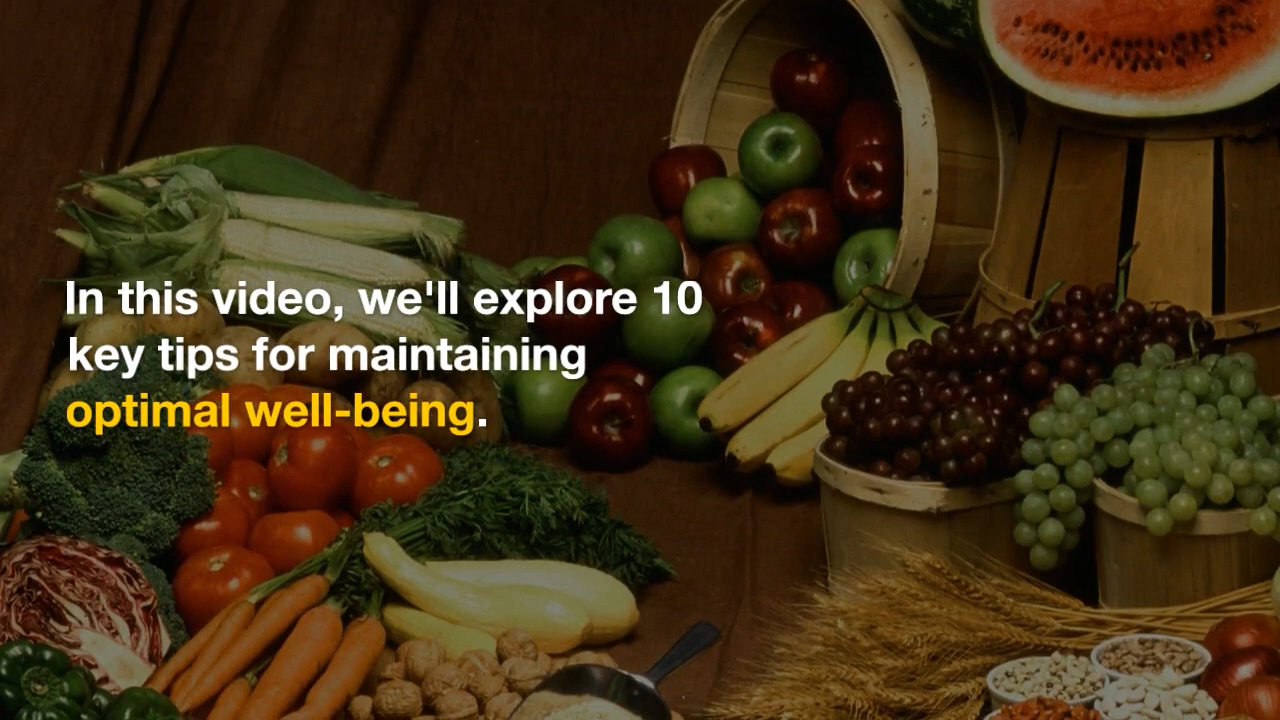 In this video, we'll explore 10
key tips for maintaining
optimal well-being.